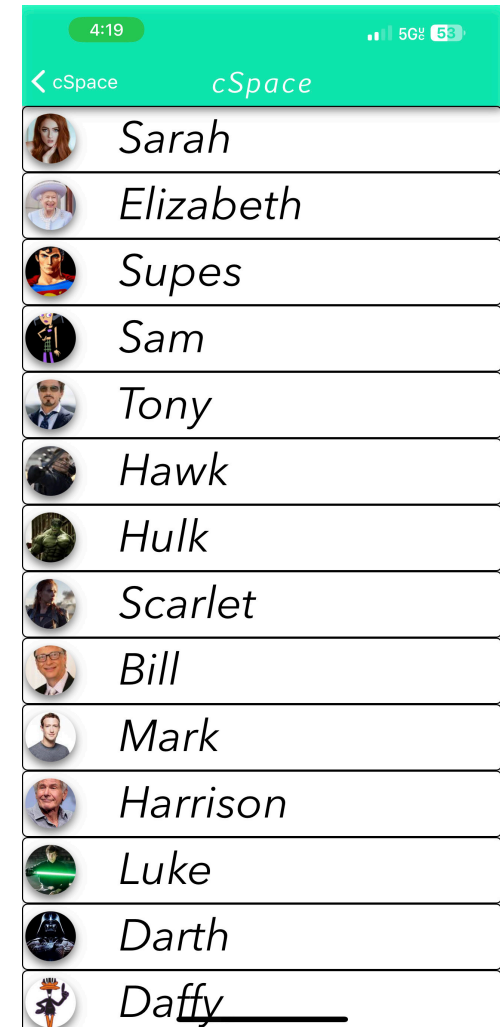 4:19
5G 53
cSpace
cSpace
Sarah
Elizabeth
Supes
Sam
Tony
Hawk
Hulk
Scarlet
Bill
Mark
Harrison
Luke
Darth
Daffy